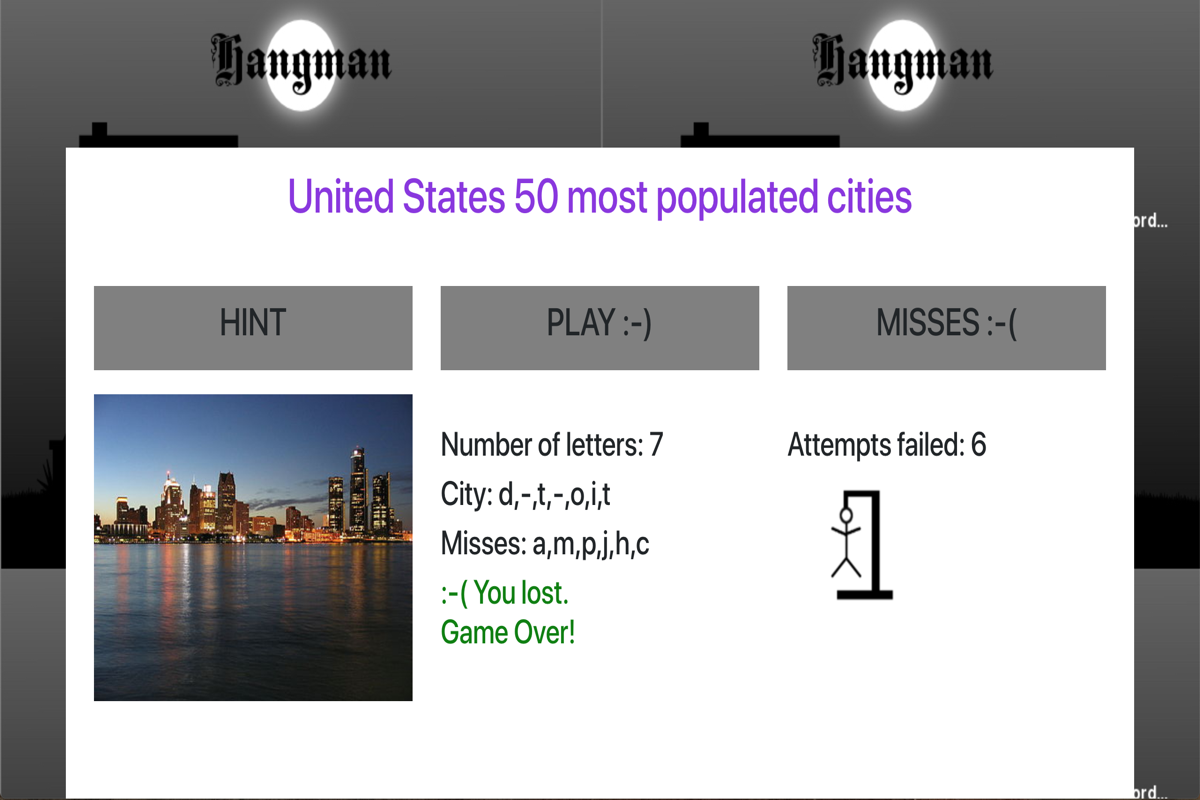 Hangman Hangman
United States 50 most populated cities
ord...
HINT PLAY :-) MISSES :-(
Number of letters: 7 Attempts failed: 6
City: d,-,t,-,o,i,t
Misses: a,m,p,j,h,c
:-( You lost.
Game Over!
ord...